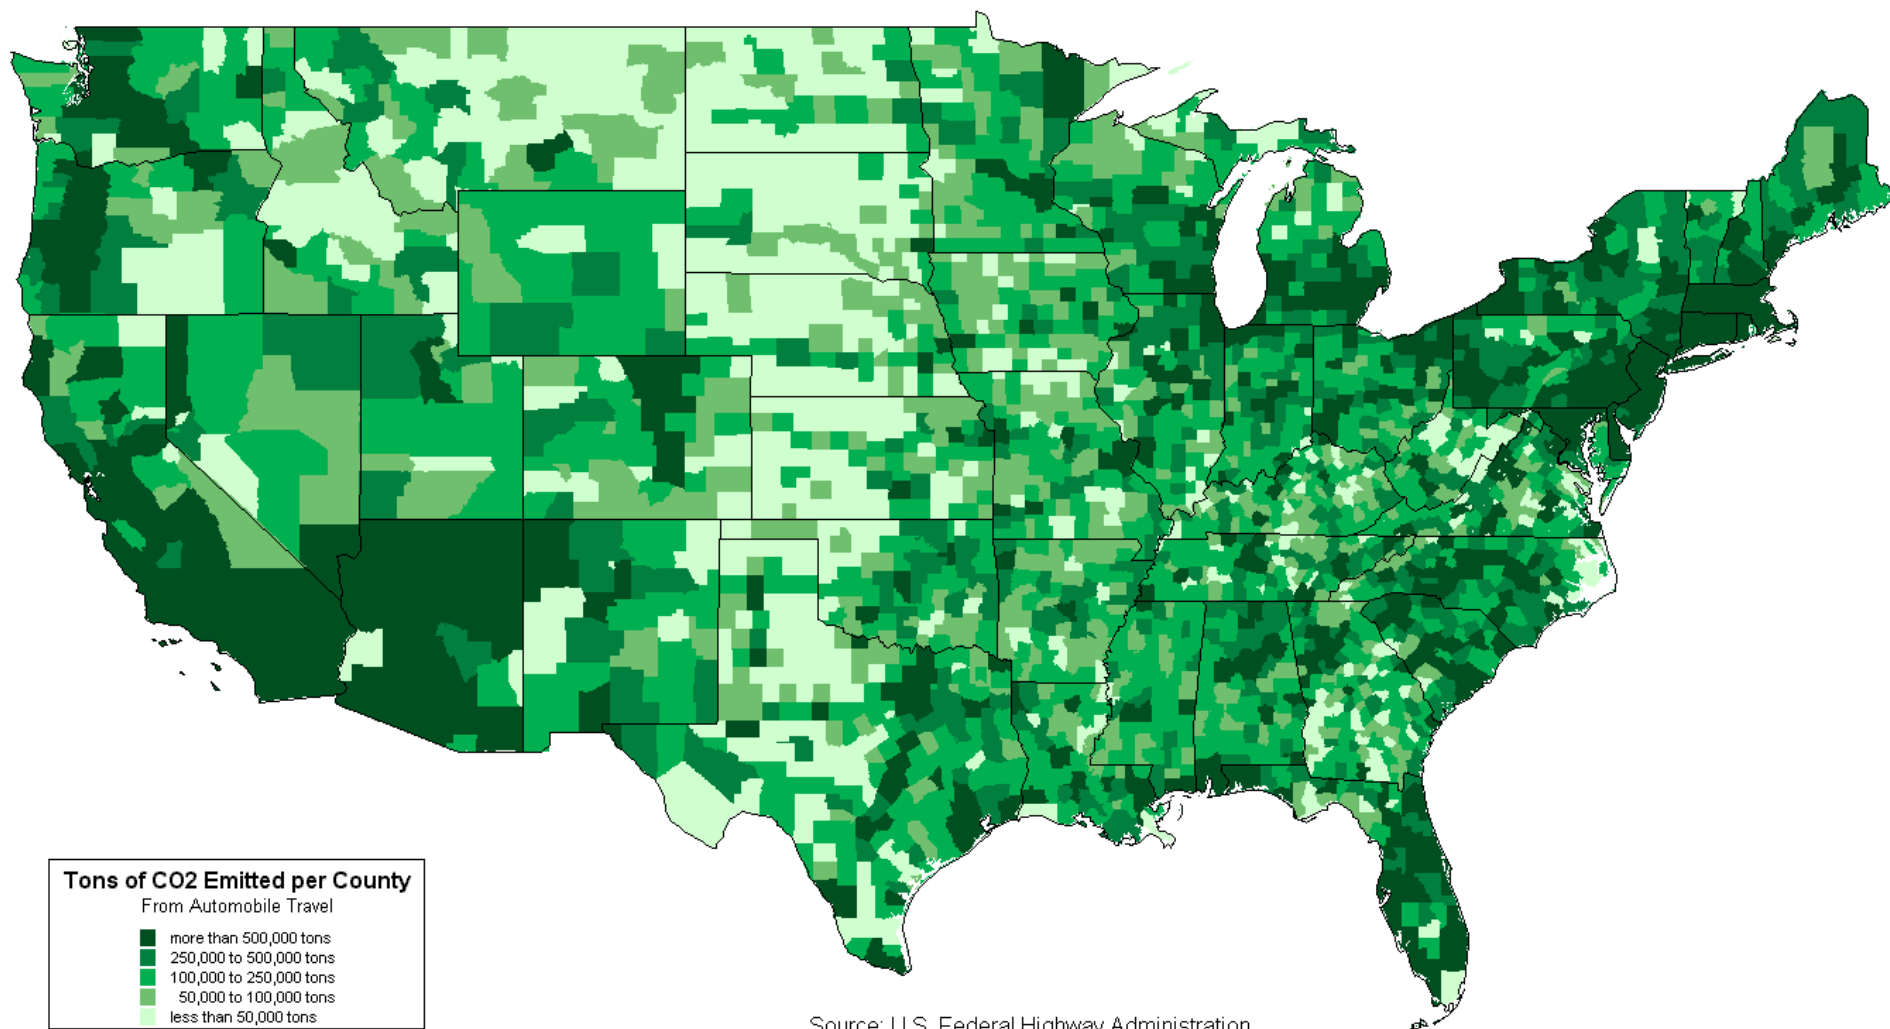 Tons of CO2 Emitted per County
From Automobile Travel
more than 500,000 tons
250,000 to 500,000 tons
100,000 to 250,000 tons
50,000 to 100,000 tons
less than 50,000 tons
Source: U.S. Federal Highway Administration